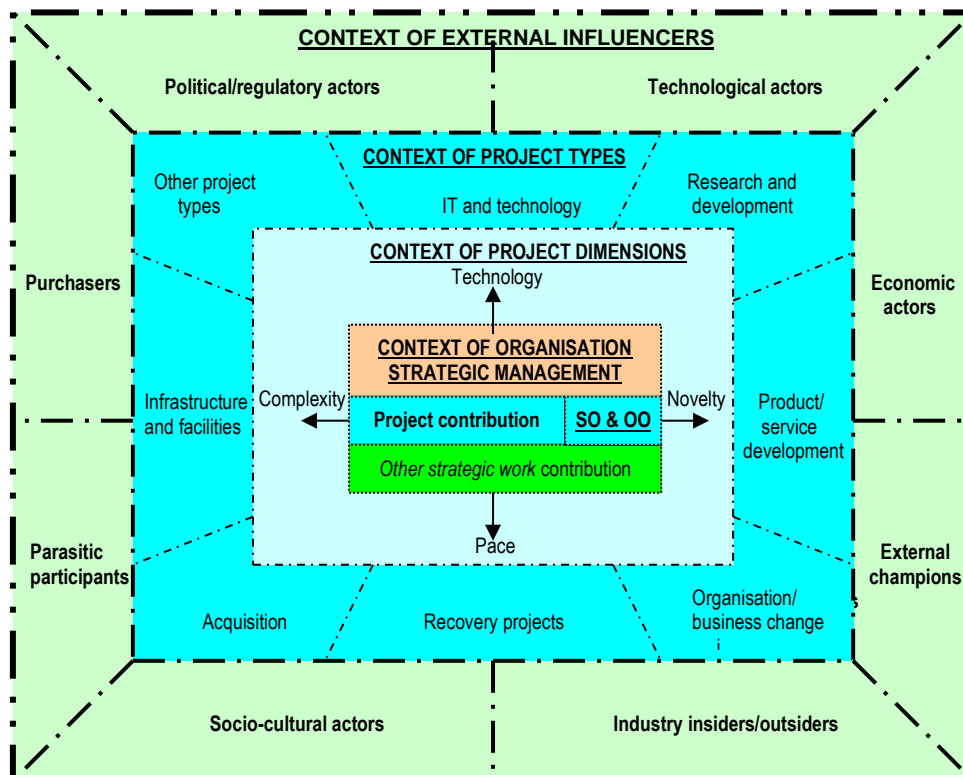 CONTEXT OF EXTERNAL INFLUENCERS
Political/regulatory actors
Technological actors
CONTEXT OF PROJECT TYPES
Other project
types
IT and technology
Research and
development
CONTEXT OF PROJECT DIMENSIONS
Technology
Purchasers
Economic
actors
CONTEXT OF ORGANISATION
STRATEGIC MANAGEMENT
Infrastructure
and facilities
Complexity
Project contribution
SO & OO
Novelty
Product/
service
development
Other strategic work contribution
Pace
Parasitic
participants
External
champions
s
Acquisition
Recovery projects
Organisation/
business change
Socio-cultural actors
Industry insiders/outsiders